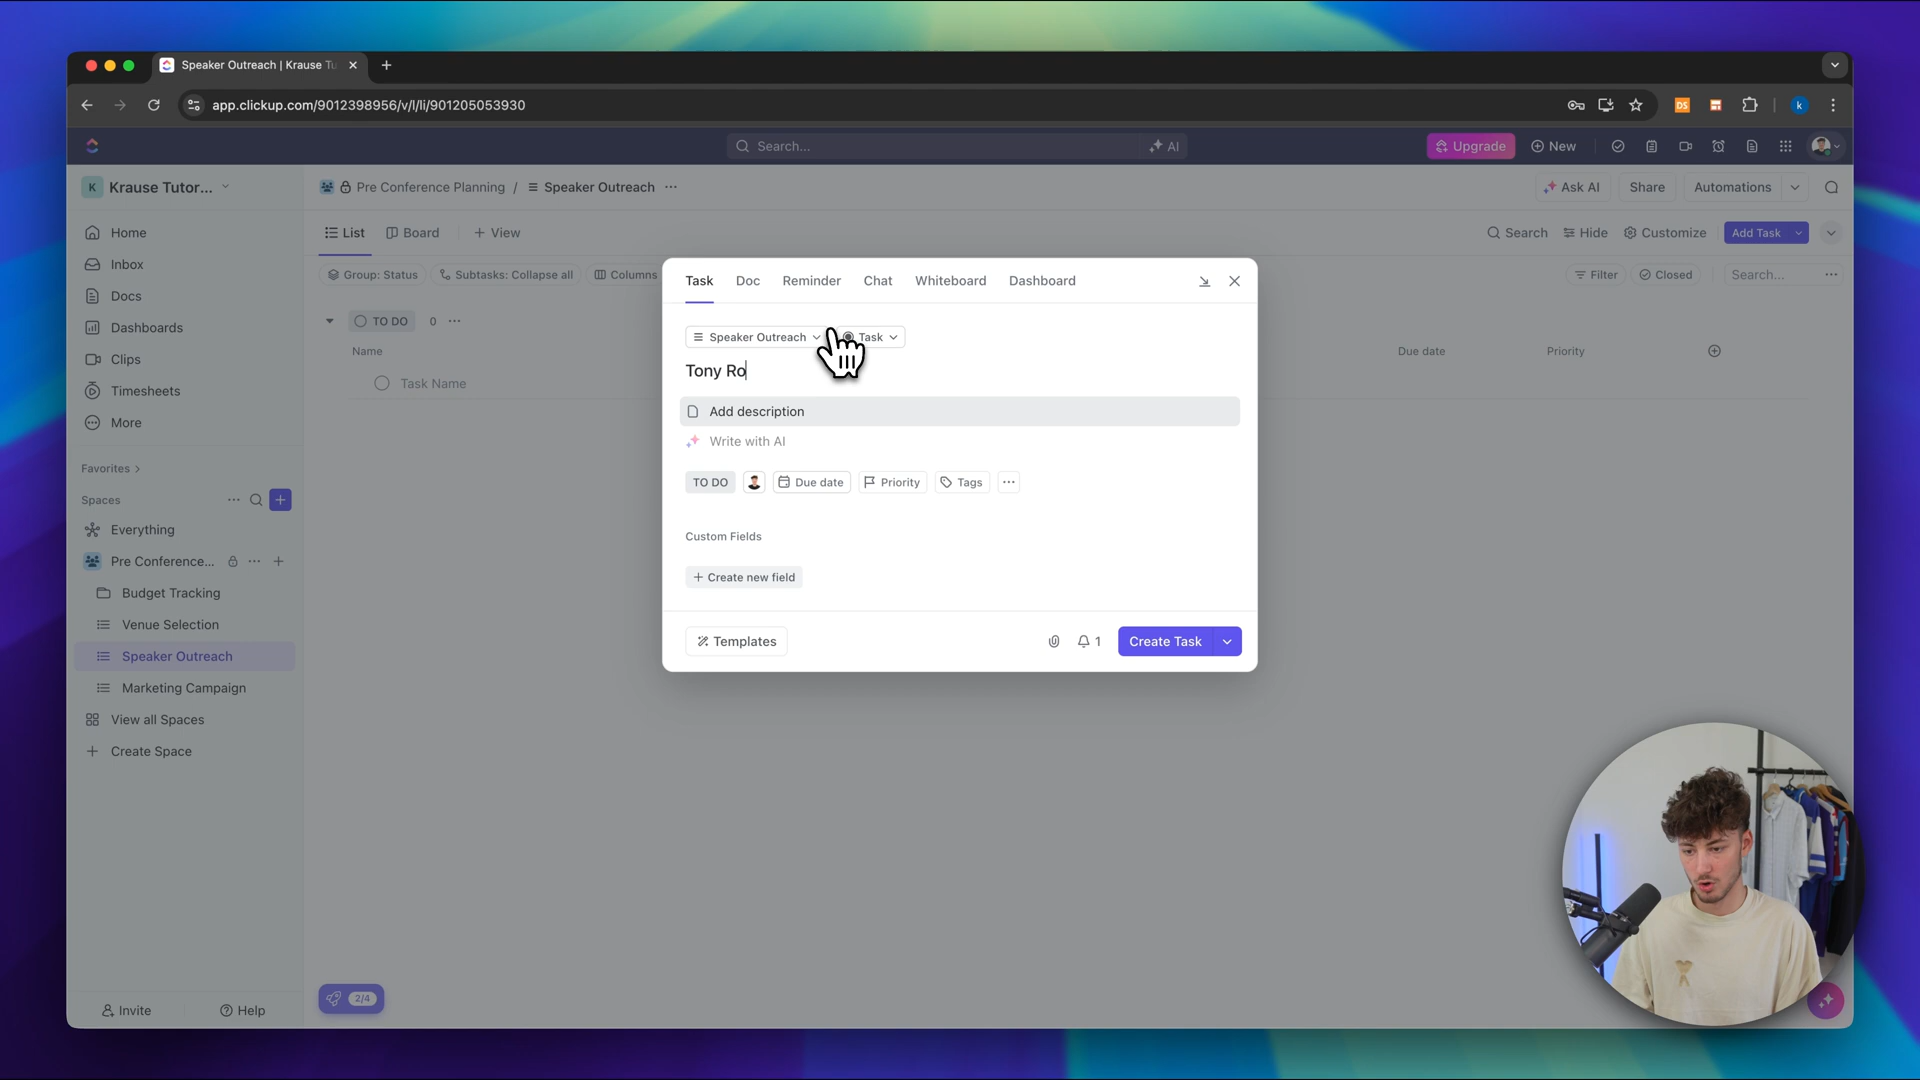 Speaker Outreach | Krause Tu
app.clickup.com/9012398956/v/l/li/901205053930
DS
k
Search...
AI
Upgrade
New
K
Krause Tutor...
Pre Conference Planning / Speaker Outreach ...
Ask AI
Share
Automations
Home
Inbox
Docs
Dashboards
Clips
Timesheets
More
Favorites
Spaces
Everything
Pre Conference...
Budget Tracking
Venue Selection
Speaker Outreach
Marketing Campaign
View all Spaces
Create Space
Invite
Help
List
Board
+ View
Search
Hide
Customize
Add Task
Group: Status
Subtasks: Collapse all
Columns
Filter
Closed
Search...
TO DO
0
Name
Due date
Priority
Task Name
Task
Doc
Reminder
Chat
Whiteboard
Dashboard
Speaker Outreach
Task
Tony Ro
Add description
Write with AI
TO DO
Due date
Priority
Tags
Custom Fields
+ Create new field
Templates
1
Create Task
2/4